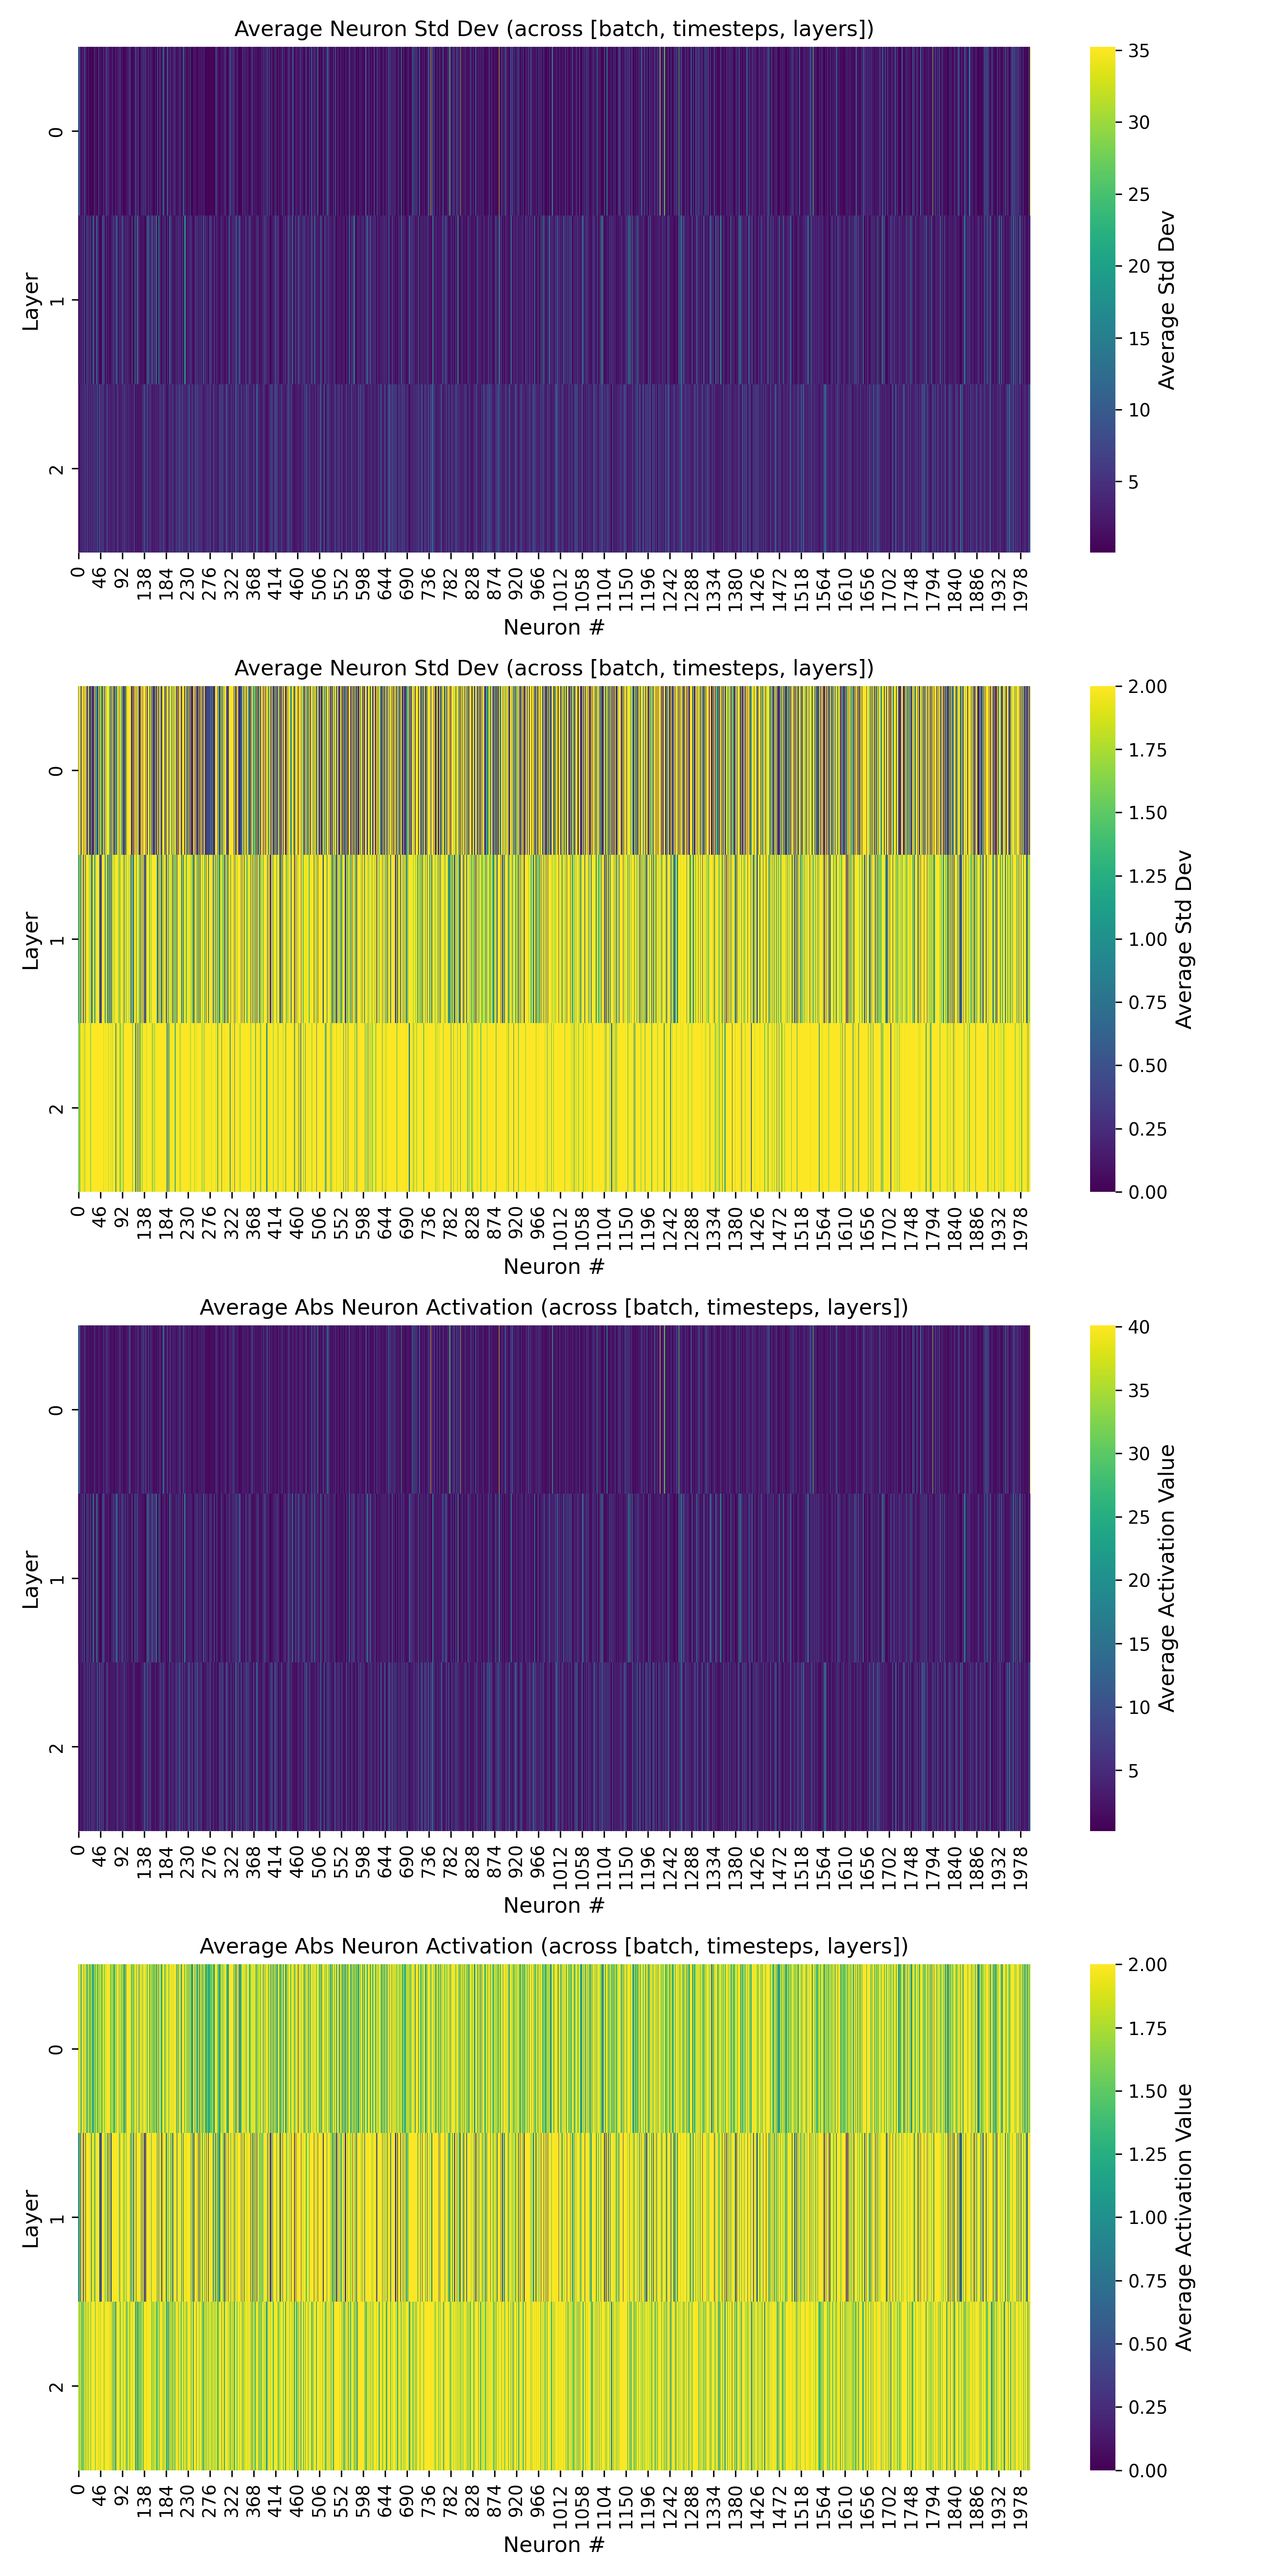 Average Neuron Std Dev (across [batch, timesteps, layers])
0
1
2
Layer
0 46 92 138 184 230 276 322 368 414 460 506 552 598 644 690 736 782 828 874 920 966 1012 1058 1104 1150 1196 1242 1288 1334 1380 1426 1472 1518 1564 1610 1656 1702 1748 1794 1840 1886 1932 1978
Neuron #
35
30
25
20
15
10
5
Average Std Dev
Average Neuron Std Dev (across [batch, timesteps, layers])
0
1
2
Layer
0 46 92 138 184 230 276 322 368 414 460 506 552 598 644 690 736 782 828 874 920 966 1012 1058 1104 1150 1196 1242 1288 1334 1380 1426 1472 1518 1564 1610 1656 1702 1748 1794 1840 1886 1932 1978
Neuron #
2.00
1.75
1.50
1.25
1.00
0.75
0.50
0.25
0.00
Average Std Dev
Average Abs Neuron Activation (across [batch, timesteps, layers])
0
1
2
Layer
0 46 92 138 184 230 276 322 368 414 460 506 552 598 644 690 736 782 828 874 920 966 1012 1058 1104 1150 1196 1242 1288 1334 1380 1426 1472 1518 1564 1610 1656 1702 1748 1794 1840 1886 1932 1978
Neuron #
40
35
30
25
20
15
10
5
Average Activation Value
Average Abs Neuron Activation (across [batch, timesteps, layers])
0
1
2
Layer
0 46 92 138 184 230 276 322 368 414 460 506 552 598 644 690 736 782 828 874 920 966 1012 1058 1104 1150 1196 1242 1288 1334 1380 1426 1472 1518 1564 1610 1656 1702 1748 1794 1840 1886 1932 1978
Neuron #
2.00
1.75
1.50
1.25
1.00
0.75
0.50
0.25
0.00
Average Activation Value